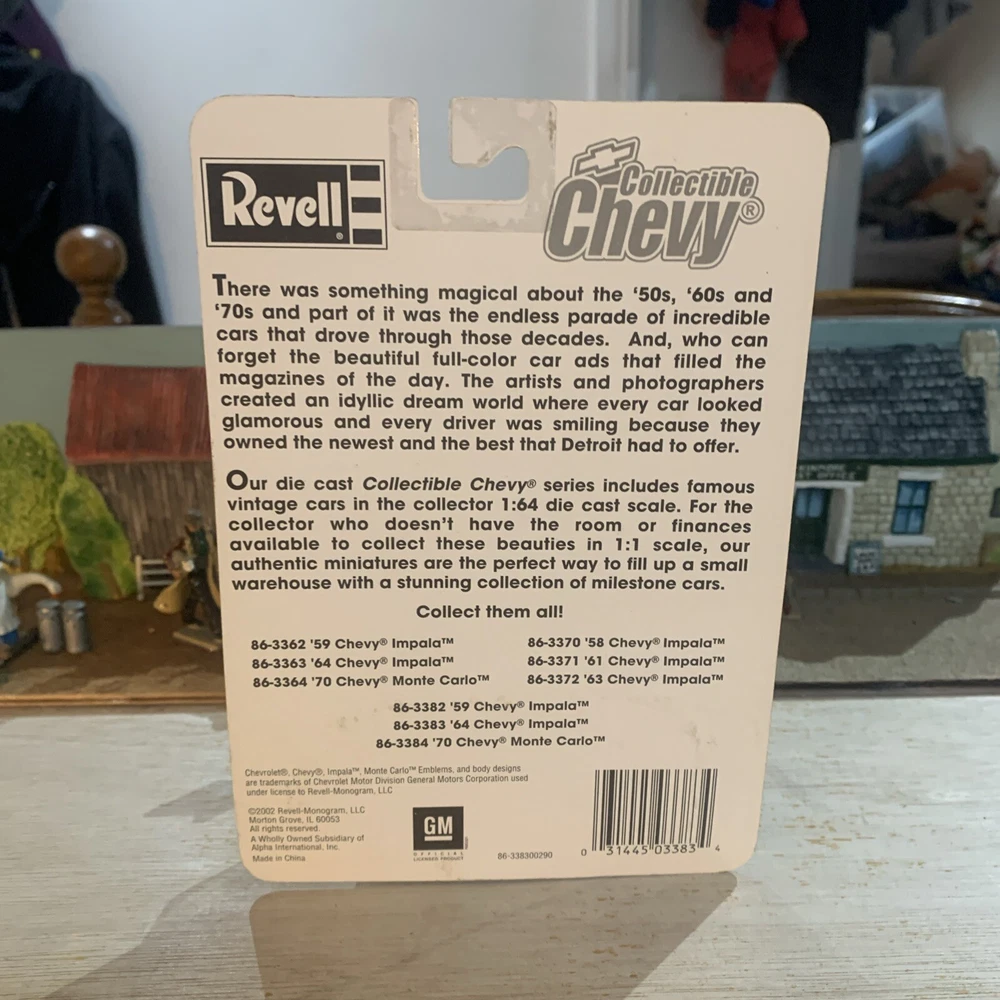 Revell®
Collectible
Chevy®
There was something magical about the '50s, '60s and
'70s and part of it was the endless parade of incredible
cars that drove through those decades. And, who can
forget the beautiful full-color car ads that filled the
magazines of the day. The artists and photographers
created an idyllic dream world where every car looked
glamorous and every driver was smiling because they
owned the newest and the best that Detroit had to offer.
Our die cast Collectible Chevy® series includes famous
vintage cars in the collector 1:64 die cast scale. For the
collector who doesn't have the room or finances
available to collect these beauties in 1:1 scale, our
authentic miniatures are the perfect way to fill up a small
warehouse with a stunning collection of milestone cars.
Collect them all!
86-3362 '59 Chevy® Impala™
86-3363 '64 Chevy® Impala™
86-3364 '70 Chevy® Monte Carlo™
86-3370 '58 Chevy® Impala™
86-3371 '61 Chevy® Impala™
86-3372 '63 Chevy® Impala™
86-3382 '59 Chevy® Impala™
86-3383 '64 Chevy® Impala™
86-3384 '70 Chevy® Monte Carlo™
Chevrolet®, Chevy®, Impala™, Monte Carlo™ Emblems, and body designs
are trademarks of Chevrolet Motor Division General Motors Corporation used
under license to Revell-Monogram, LLC
©2002 Revell-Monogram, LLC
Morton Grove, IL 60053
All rights reserved.
A Wholly Owned Subsidiary of
Alpha International, Inc.
Made in China
GM
OFFICIAL
LICENSED PRODUCT
86-338300290
0 31445 03383 4